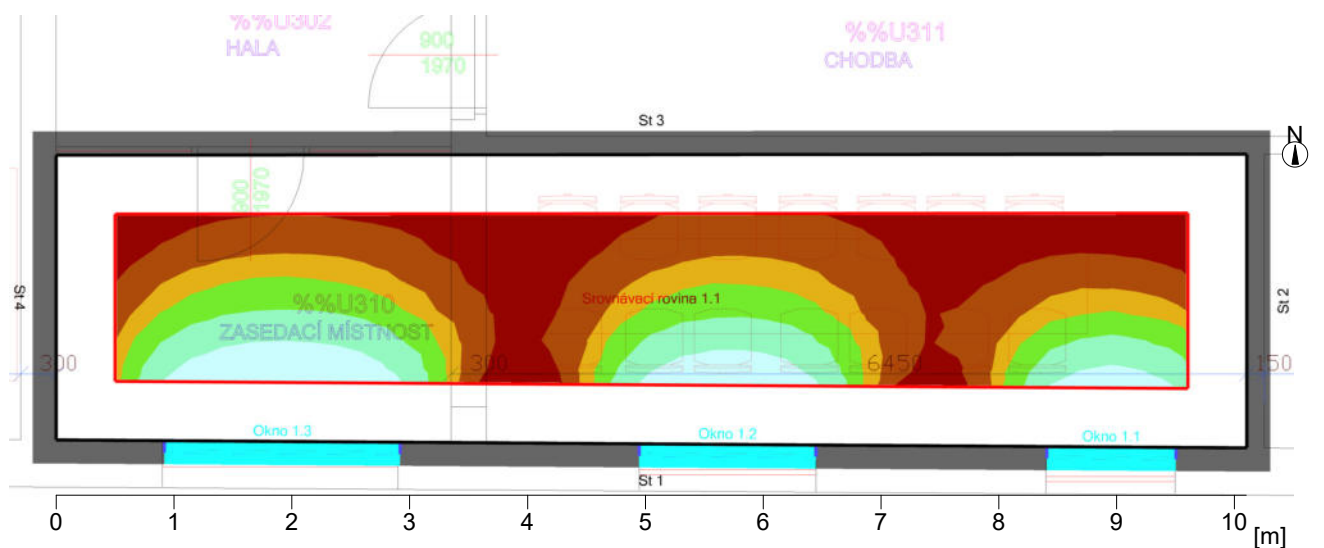 %%U302
HALA
900
1970
%%U311
CHODBA
St 3
N
900
1970
St 4
St 2
Srovnávací rovina 1.1
%%U310
ZASEDACÍ MÍSTNOST
300
300
6450
150
Okno 1.3
Okno 1.2
Okno 1.1
St 1
0 1 2 3 4 5 6 7 8 9 10 [m]